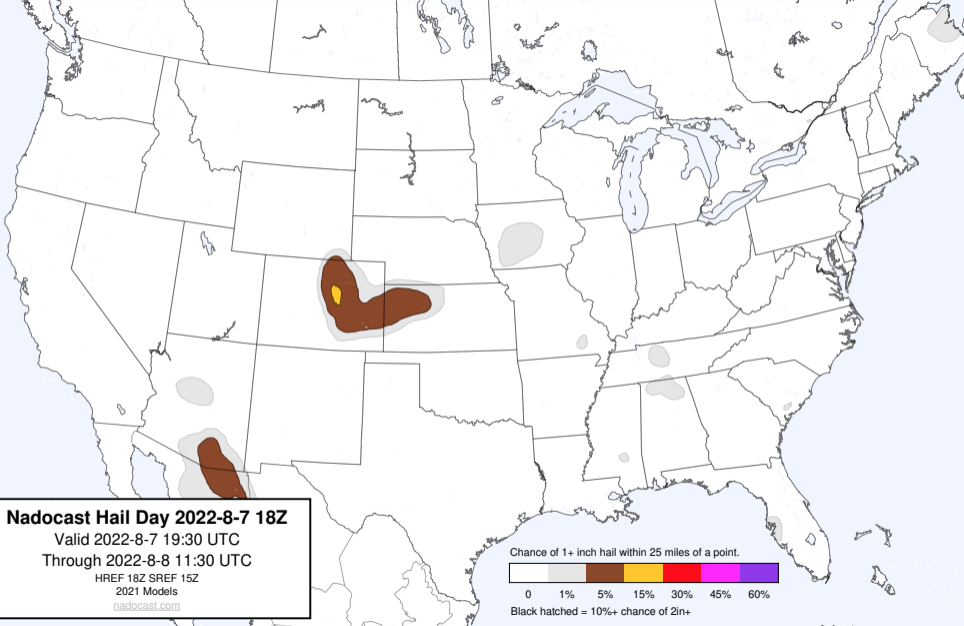 Nadocast Hail Day 2022-8-7 18Z
Valid 2022-8-7 19:30 UTC
Through 2022-8-8 11:30 UTC
HREF 18Z SREF 15Z
2021 Models
nadocast.com
Chance of 1+ inch hail within 25 miles of a point.
0 1% 5% 15% 30% 45% 60%
Black hatched = 10%+ chance of 2in+